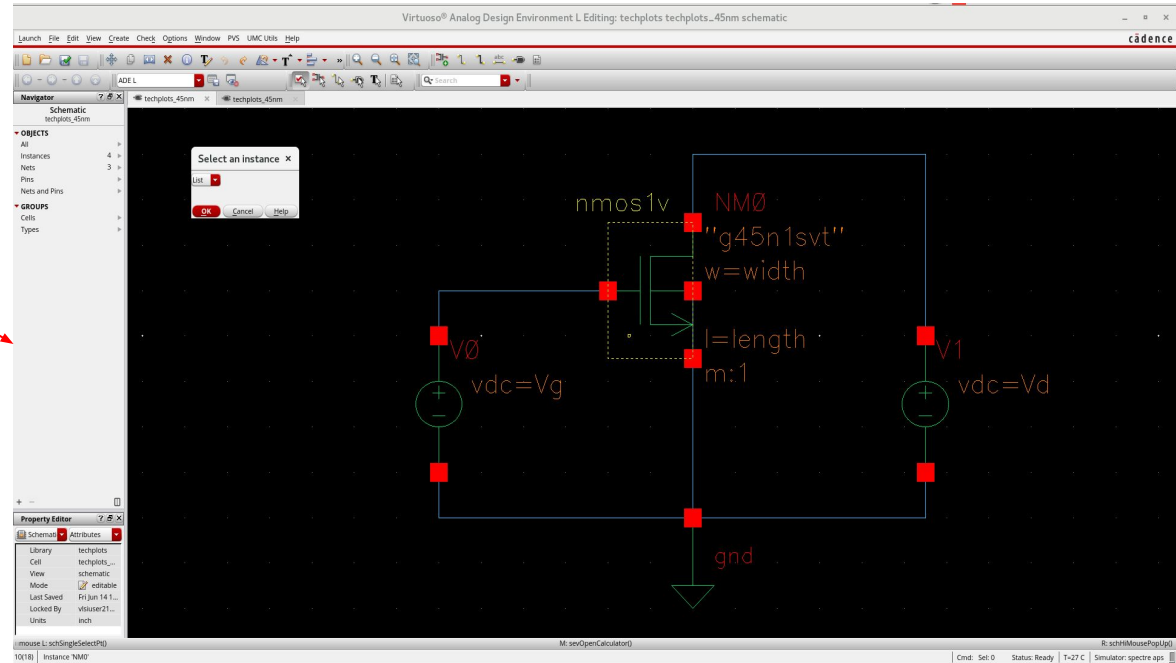 Virtuoso® Analog Design Environment L Editing: techplots techplots_45nm schematic
Launch File Edit View Create Check Options Window PVS UMC Utils Help
cādence
ADE L
Search
Navigator
techplots_45nm
techplots_45nm
Schematic
techplots_45nm
OBJECTS
All
Instances 4
Nets 3
Pins
Nets and Pins
GROUPS
Cells
Types
Select an instance
List
OK Cancel Help
nmos1v
NM0
"g45n1svt"
w=width
l=length
m:1
V0
vdc=Vg
V1
vdc=Vd
gnd
Property Editor
Schemati Attributes
Library techplots
Cell techplots_...
View schematic
Mode editable
Last Saved Fri Jun 14 1...
Locked By vlsiuser21...
Units inch
mouse L: schSingleSelectPt() M: sevOpenCalculator() R: schHiMousePopUp()
10(18) Instance 'NM0' Cmd: Sel: 0 Status: Ready T=27 C Simulator: spectre aps